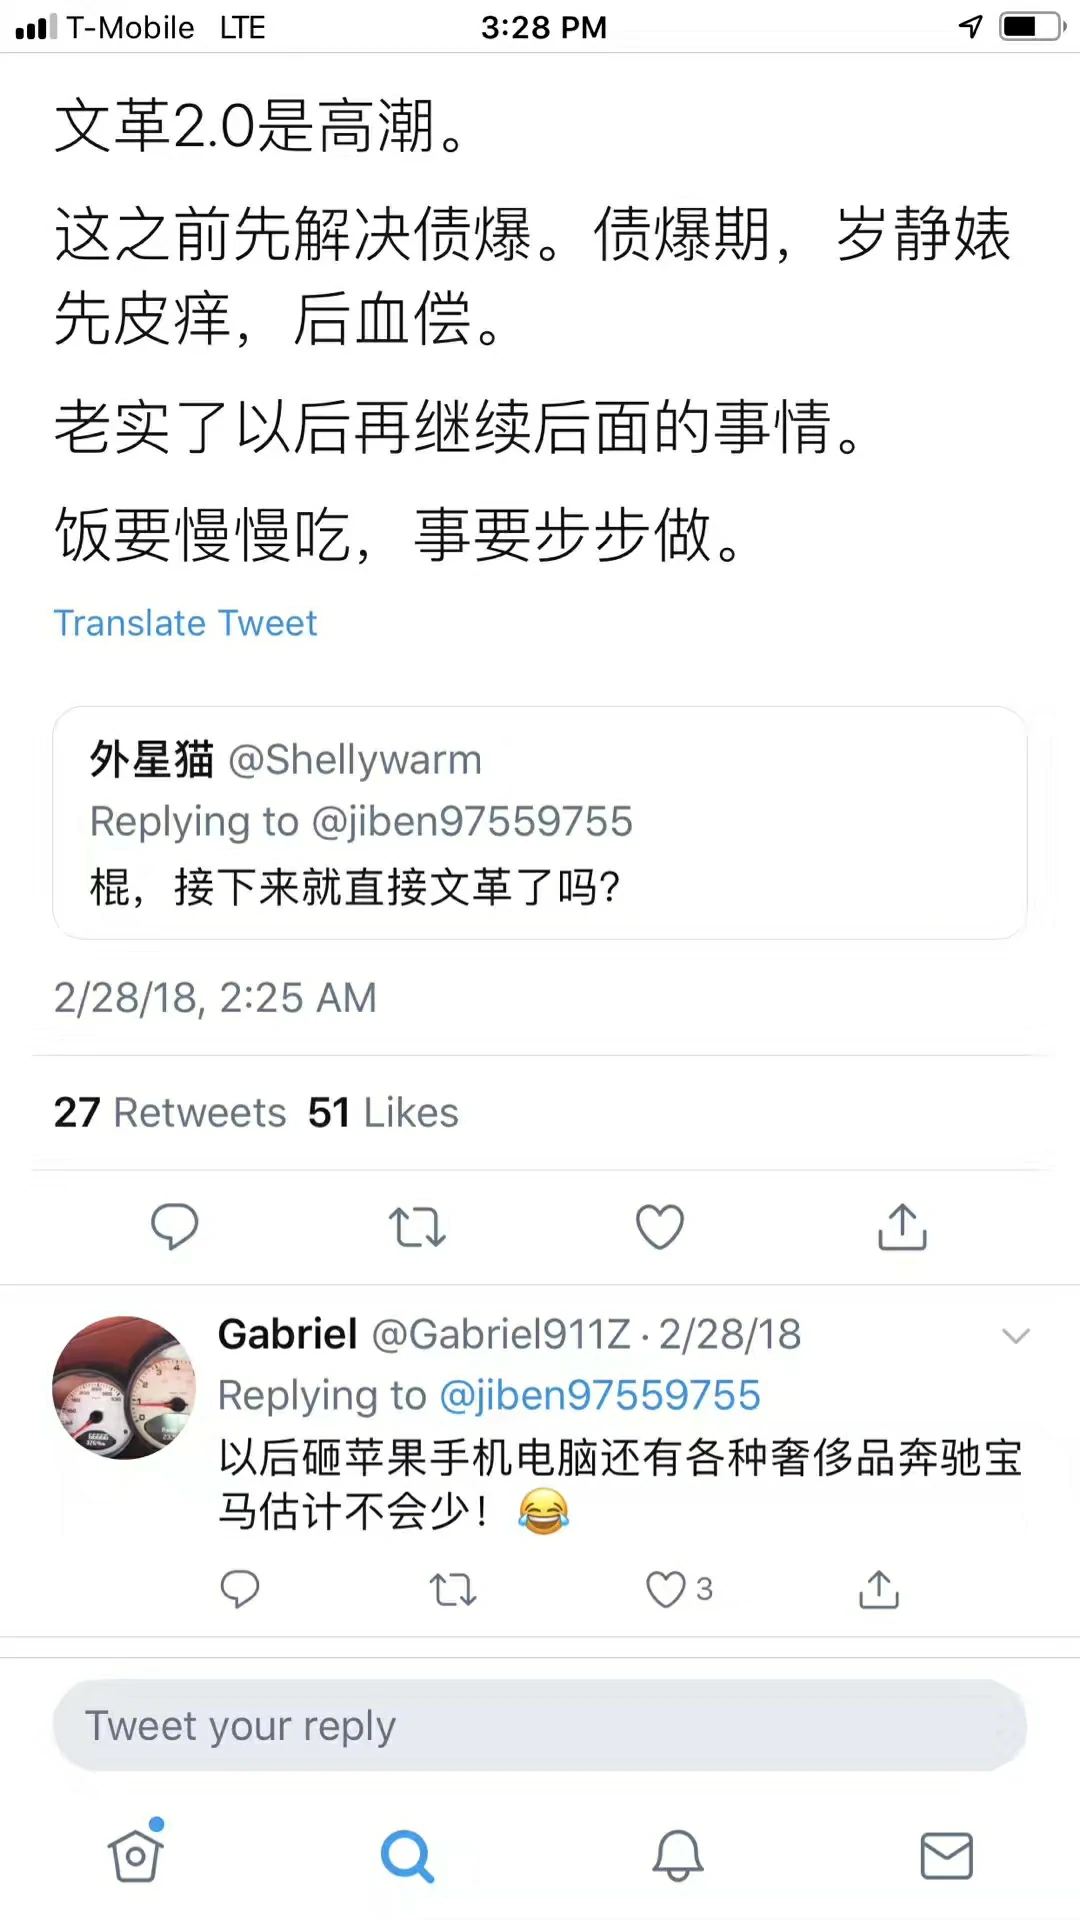 T-Mobile LTE 3:28 PM
文革2.0是高潮。
这之前先解决债爆。债爆期，岁静婊
先皮痒，后血偿。
老实了以后再继续后面的事情。
饭要慢慢吃，事要步步做。
Translate Tweet
外星猫 @Shellywarm
Replying to @jiben97559755
棍，接下来就直接文革了吗?
2/28/18, 2:25 AM
27 Retweets 51 Likes
Gabriel @Gabriel911Z · 2/28/18
Replying to @jiben97559755
以后砸苹果手机电脑还有各种奢侈品奔驰宝
马估计不会少！😂
3
Tweet your reply